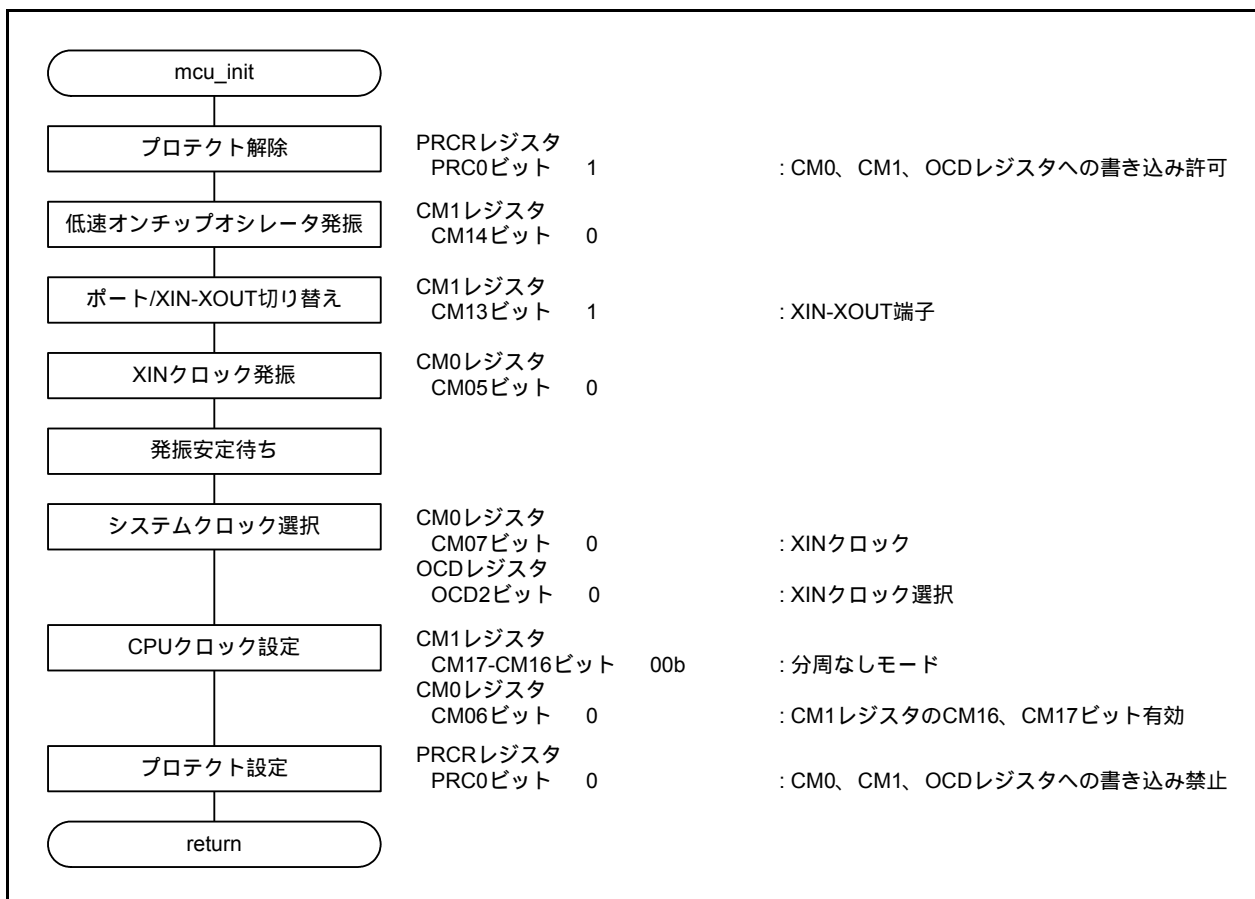 mcu_init
プロテクト解除
PRCRレジスタ
PRC0ビット 1 : CM0、CM1、OCDレジスタへの書き込み許可
低速オンチップオシレータ発振
CM1レジスタ
CM14ビット 0
ポート/XIN-XOUT切り替え
CM1レジスタ
CM13ビット 1 : XIN-XOUT端子
XINクロック発振
CM0レジスタ
CM05ビット 0
発振安定待ち
システムクロック選択
CM0レジスタ
CM07ビット 0 : XINクロック
OCDレジスタ
OCD2ビット 0 : XINクロック選択
CPUクロック設定
CM1レジスタ
CM17-CM16ビット 00b : 分周なしモード
CM0レジスタ
CM06ビット 0 : CM1レジスタのCM16、CM17ビット有効
プロテクト設定
PRCRレジスタ
PRC0ビット 0 : CM0、CM1、OCDレジスタへの書き込み禁止
return